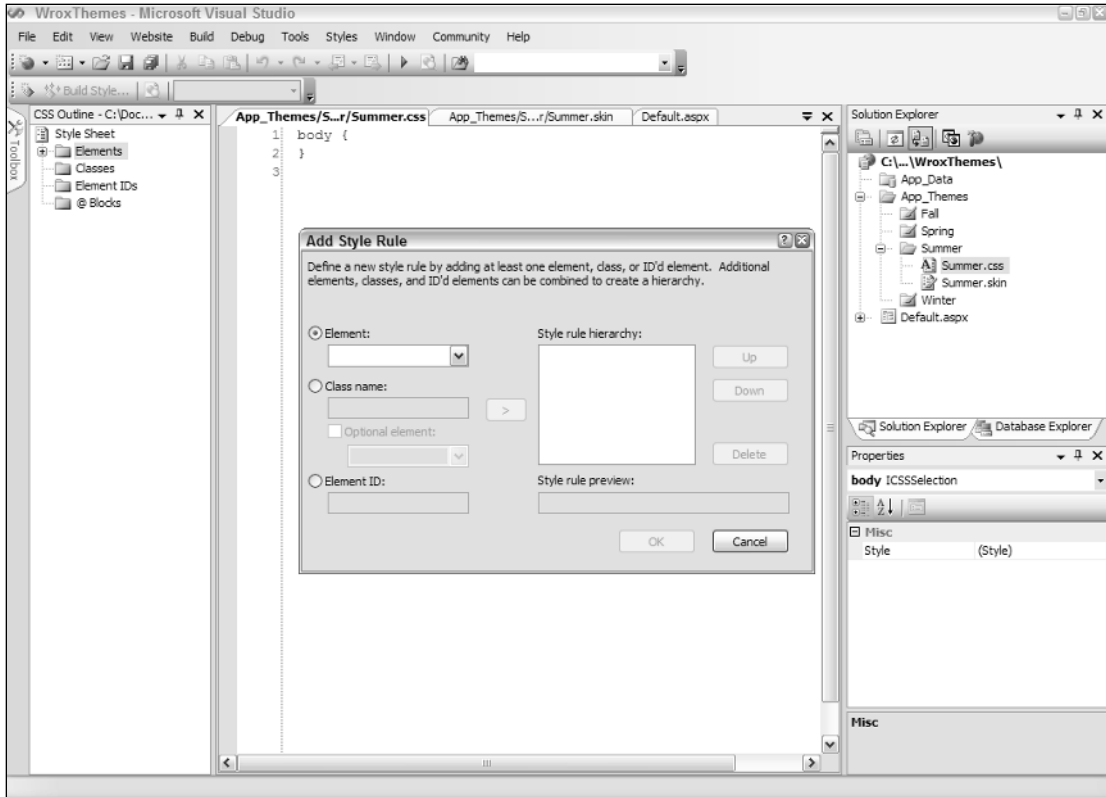 WroxThemes - Microsoft Visual Studio
File Edit View Website Build Debug Tools Styles Window Community Help
Build Style...
Toolbox
CSS Outline - C:\Doc...
Style Sheet
Elements
Classes
Element IDs
@ Blocks
App_Themes/S...r/Summer.css App_Themes/S...r/Summer.skin Default.aspx
1 body {
2 }
3
Add Style Rule
Define a new style rule by adding at least one element, class, or ID'd element. Additional
elements, classes, and ID'd elements can be combined to create a hierarchy.
Element:
Class name:
Optional element:
Element ID:
>
Style rule hierarchy:
Up
Down
Delete
Style rule preview:
OK Cancel
Solution Explorer
C:\...\WroxThemes\
App_Data
App_Themes
Fall
Spring
Summer
Summer.css
Summer.skin
Winter
Default.aspx
Solution Explorer Database Explorer
Properties
body ICSSSelection
Misc
Style (Style)
Misc